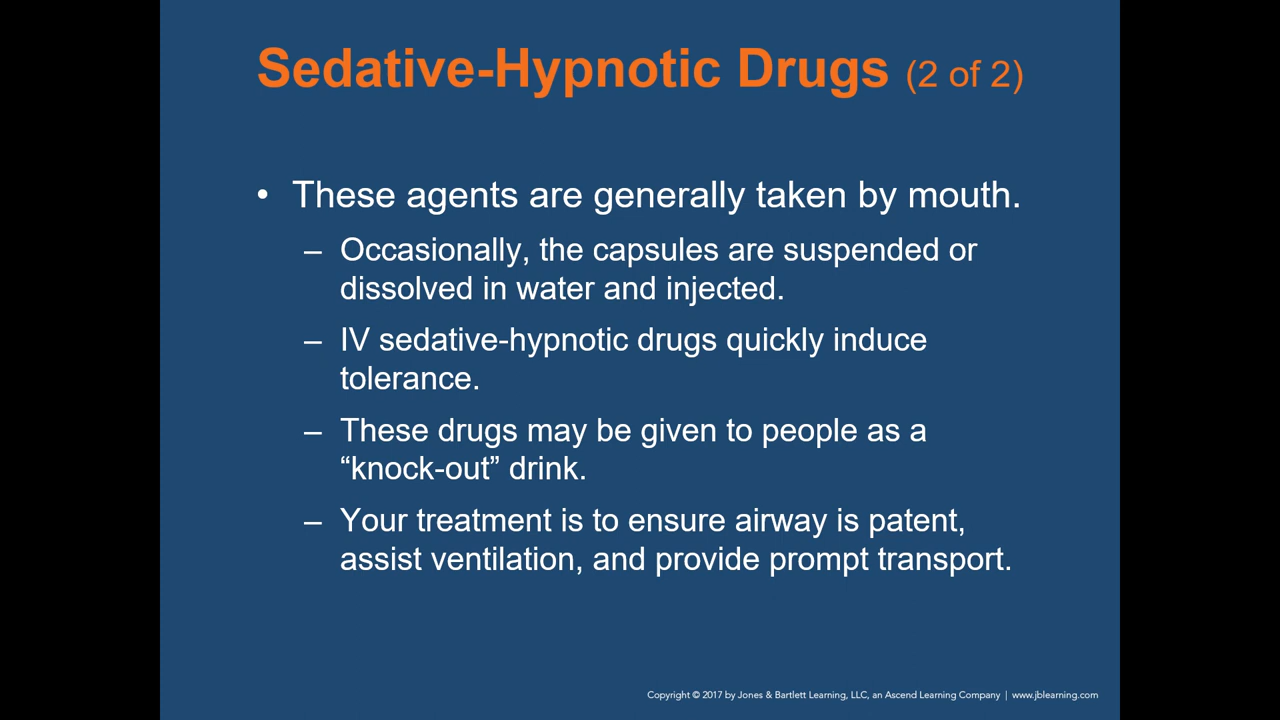 Sedative-Hypnotic Drugs (2 of 2)
• These agents are generally taken by mouth.
– Occasionally, the capsules are suspended or
dissolved in water and injected.
– IV sedative-hypnotic drugs quickly induce
tolerance.
– These drugs may be given to people as a
“knock-out” drink.
– Your treatment is to ensure airway is patent,
assist ventilation, and provide prompt transport.
Copyright © 2017 by Jones & Bartlett Learning, LLC, an Ascend Learning Company | www.jblearning.com